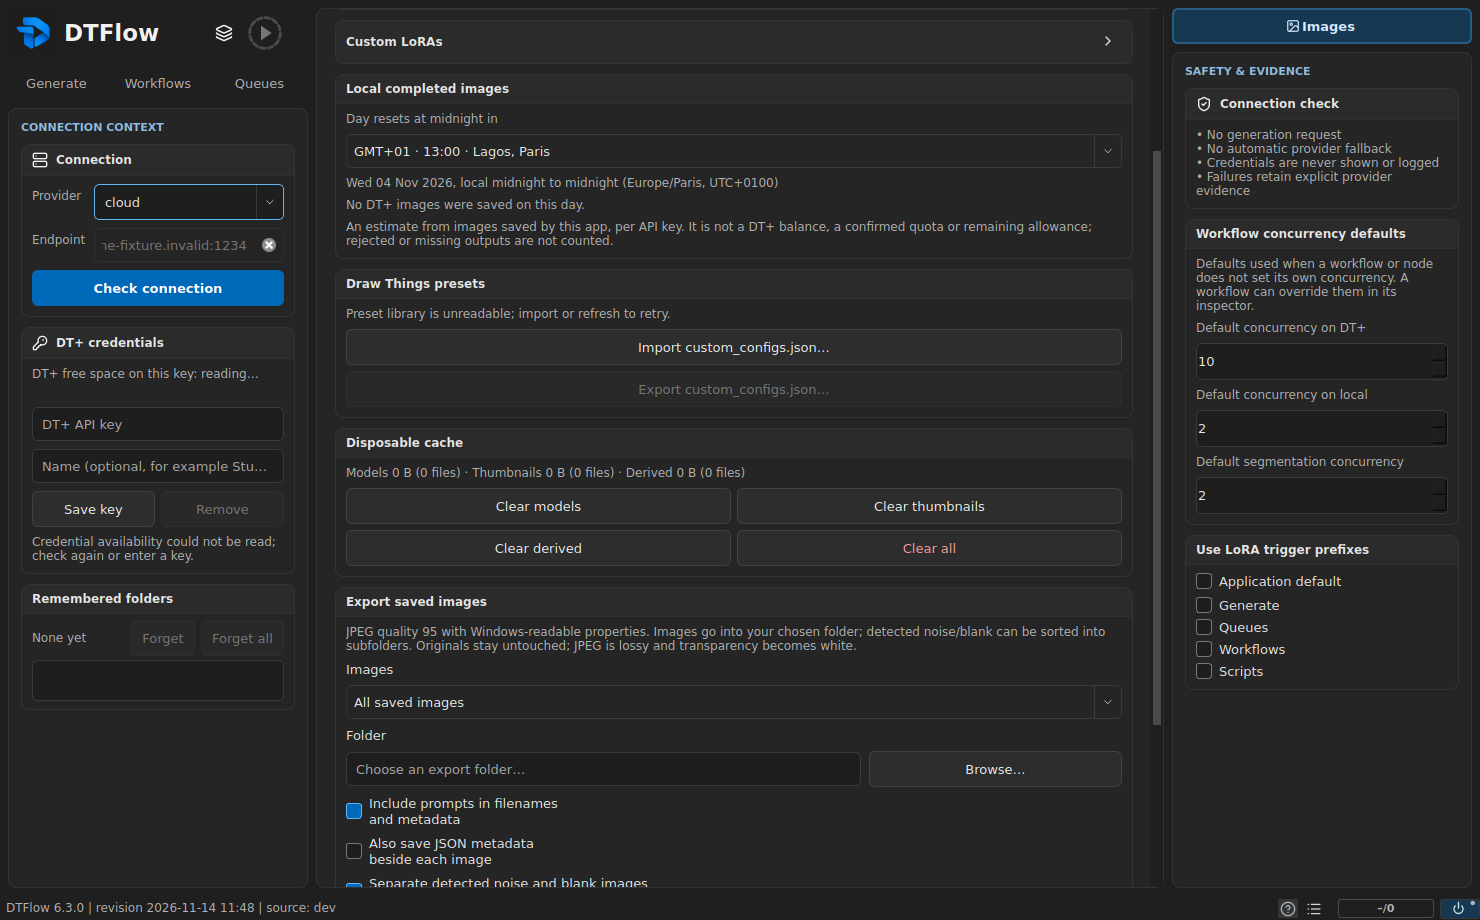 DTFlow
Generate
Workflows
Queues
CONNECTION CONTEXT
Connection
Provider
cloud
Endpoint
ne-fixture.invalid:1234
Check connection
DT+ credentials
DT+ free space on this key: reading...
DT+ API key
Name (optional, for example Stu...
Save key
Remove
Credential availability could not be read;
check again or enter a key.
Remembered folders
None yet
Forget
Forget all
Custom LoRAs
Local completed images
Day resets at midnight in
GMT+01 · 13:00 · Lagos, Paris
Wed 04 Nov 2026, local midnight to midnight (Europe/Paris, UTC+0100)
No DT+ images were saved on this day.
An estimate from images saved by this app, per API key. It is not a DT+ balance, a confirmed quota or remaining allowance;
rejected or missing outputs are not counted.
Draw Things presets
Preset library is unreadable; import or refresh to retry.
Import custom_configs.json...
Export custom_configs.json...
Disposable cache
Models 0 B (0 files) · Thumbnails 0 B (0 files) · Derived 0 B (0 files)
Clear models
Clear thumbnails
Clear derived
Clear all
Export saved images
JPEG quality 95 with Windows-readable properties. Images go into your chosen folder; detected noise/blank can be sorted into
subfolders. Originals stay untouched; JPEG is lossy and transparency becomes white.
Images
All saved images
Folder
Choose an export folder...
Browse...
Include prompts in filenames
and metadata
Also save JSON metadata
beside each image
Separate detected noise and blank images
Images
SAFETY & EVIDENCE
Connection check
• No generation request
• No automatic provider fallback
• Credentials are never shown or logged
• Failures retain explicit provider
evidence
Workflow concurrency defaults
Defaults used when a workflow or node
does not set its own concurrency. A
workflow can override them in its
inspector.
Default concurrency on DT+
10
Default concurrency on local
2
Default segmentation concurrency
2
Use LoRA trigger prefixes
Application default
Generate
Queues
Workflows
Scripts
DTFlow 6.3.0 | revision 2026-11-14 11:48 | source: dev
–/0